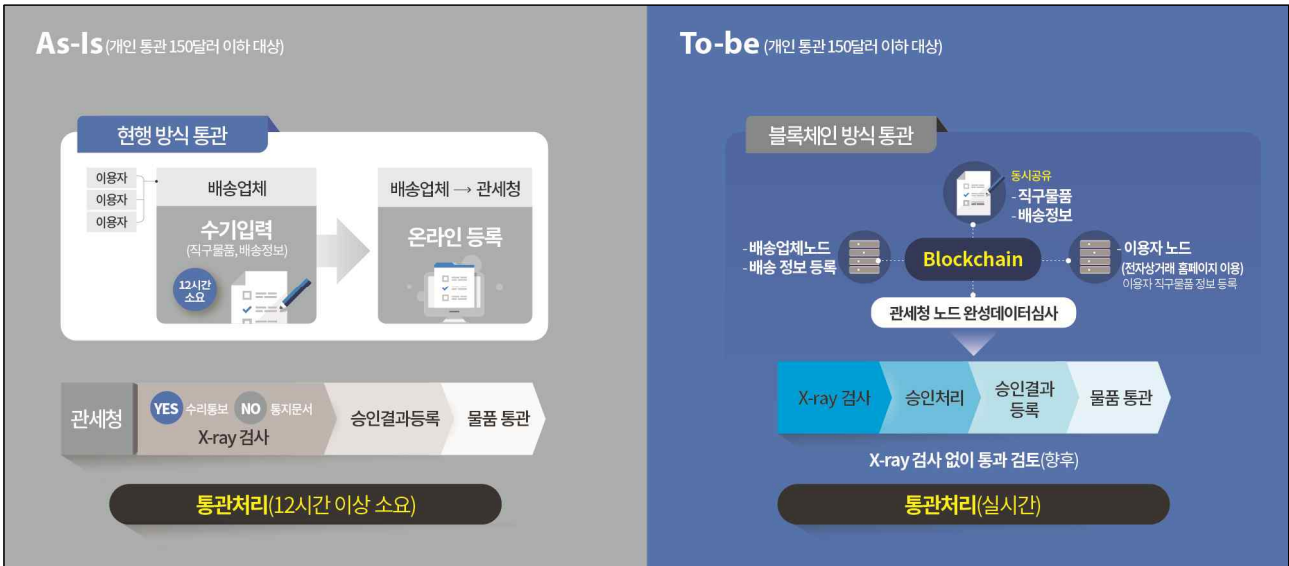 As-Is (개인 통관 150달러 이하 대상)
현행 방식 통관
이용자
이용자
이용자
배송업체
수기입력
(직구물품, 배송정보)
12시간
소요
배송업체 → 관세청
온라인 등록
관세청
YES 수리통보 NO 통지문서
X-ray 검사
승인결과등록
물품 통관
통관처리(12시간 이상 소요)
To-be (개인 통관 150달러 이하 대상)
블록체인 방식 통관
동시공유
- 직구물품
- 배송정보
- 배송업체노드
- 배송 정보 등록
Blockchain
- 이용자 노드
(전자상거래 홈페이지 이용)
이용자 직구물품 정보 등록
관세청 노드 완성데이터심사
X-ray 검사
승인처리
승인결과
등록
물품 통관
X-ray 검사 없이 통과 검토(향후)
통관처리(실시간)